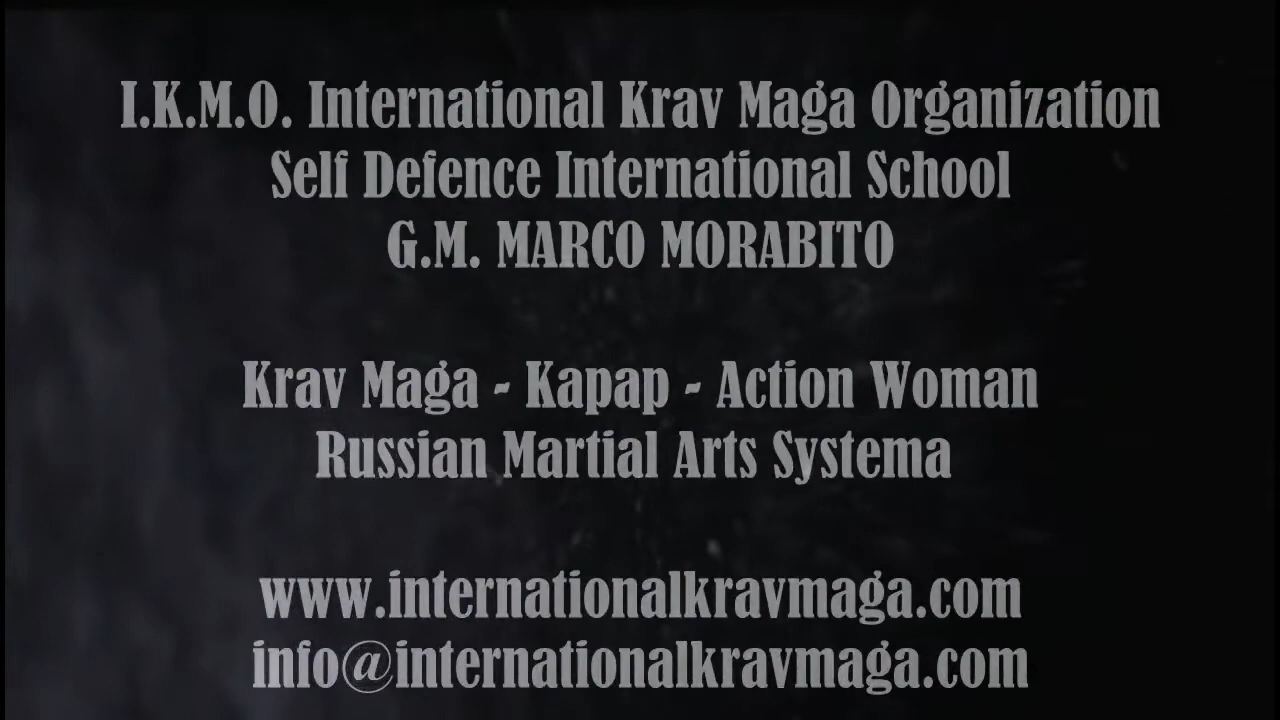 I.K.M.O. International Krav Maga Organization
Self Defence International School
G.M. MARCO MORABITO
Krav Maga - Kapap - Action Woman
Russian Martial Arts Systema
www.internationalkravmaga.com
info@internationalkravmaga.com